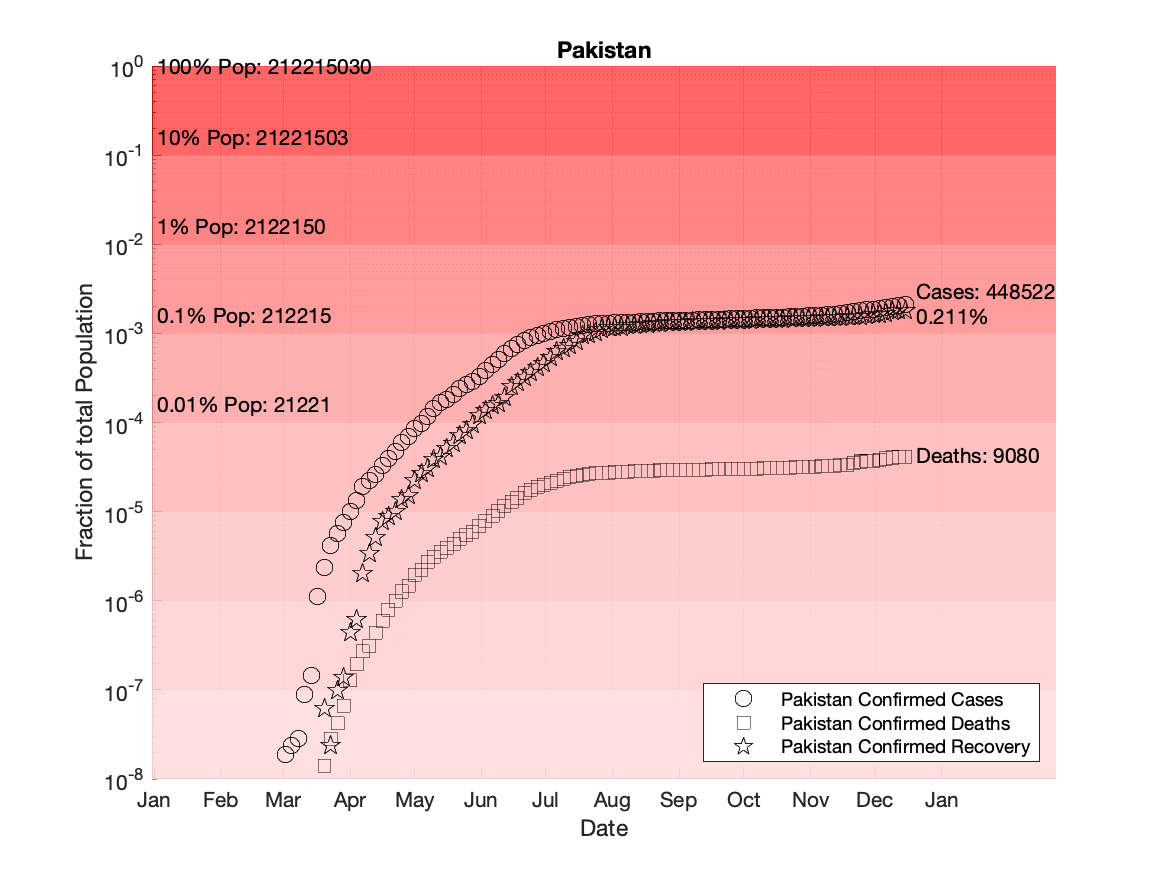 Pakistan
10^0
100% Pop: 212215030
10% Pop: 21221503
10^-1
1% Pop: 2122150
10^-2
Cases: 448522
0.1% Pop: 212215
0.211%
10^-3
0.01% Pop: 21221
10^-4
Deaths: 9080
10^-5
10^-6
10^-7
10^-8
Fraction of total Population
Pakistan Confirmed Cases
Pakistan Confirmed Deaths
Pakistan Confirmed Recovery
Jan Feb Mar Apr May Jun Jul Aug Sep Oct Nov Dec Jan
Date